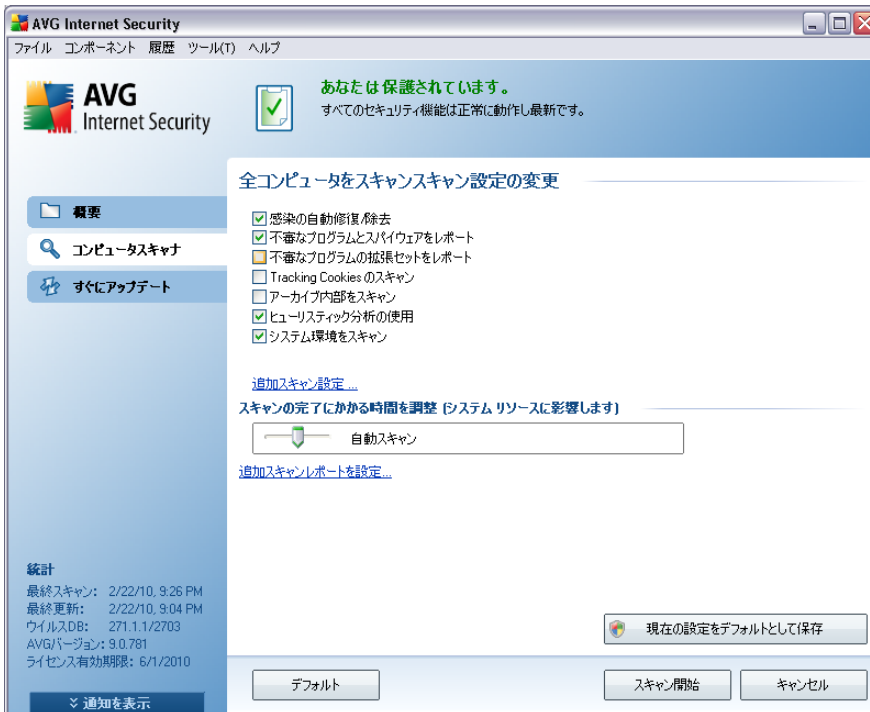 AVG Internet Security
ファイル コンポーネント 履歴 ツール(T) ヘルプ
AVG
Internet Security
あなたは保護されています。
すべてのセキュリティ機能は正常に動作し最新です。
概要
コンピュータスキャナ
すぐにアップデート
全コンピュータをスキャンスキャン設定の変更
感染の自動修復/除去
不審なプログラムとスパイウェアをレポート
不審なプログラムの拡張セットをレポート
Tracking Cookies のスキャン
アーカイブ内部をスキャン
ヒューリスティック分析の使用
システム環境をスキャン
追加スキャン設定 ...
スキャンの完了にかかる時間を調整 (システム リソースに影響します)
自動スキャン
追加スキャンレポートを設定...
統計
最終スキャン: 2/22/10, 9:26 PM
最終更新: 2/22/10, 9:04 PM
ウイルスDB: 271.1.1/2703
AVGバージョン: 9.0.781
ライセンス有効期限: 6/1/2010
通知を表示
現在の設定をデフォルトとして保存
デフォルト
スキャン開始
キャンセル